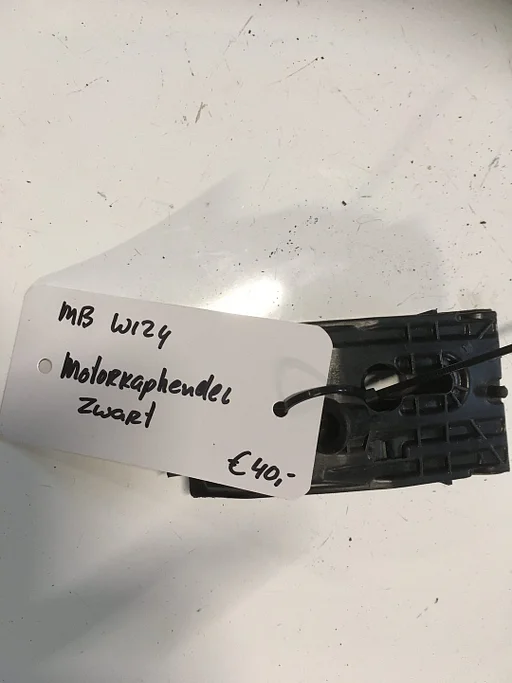 MB W124
Motorkaphendel
Zwart
€40,-